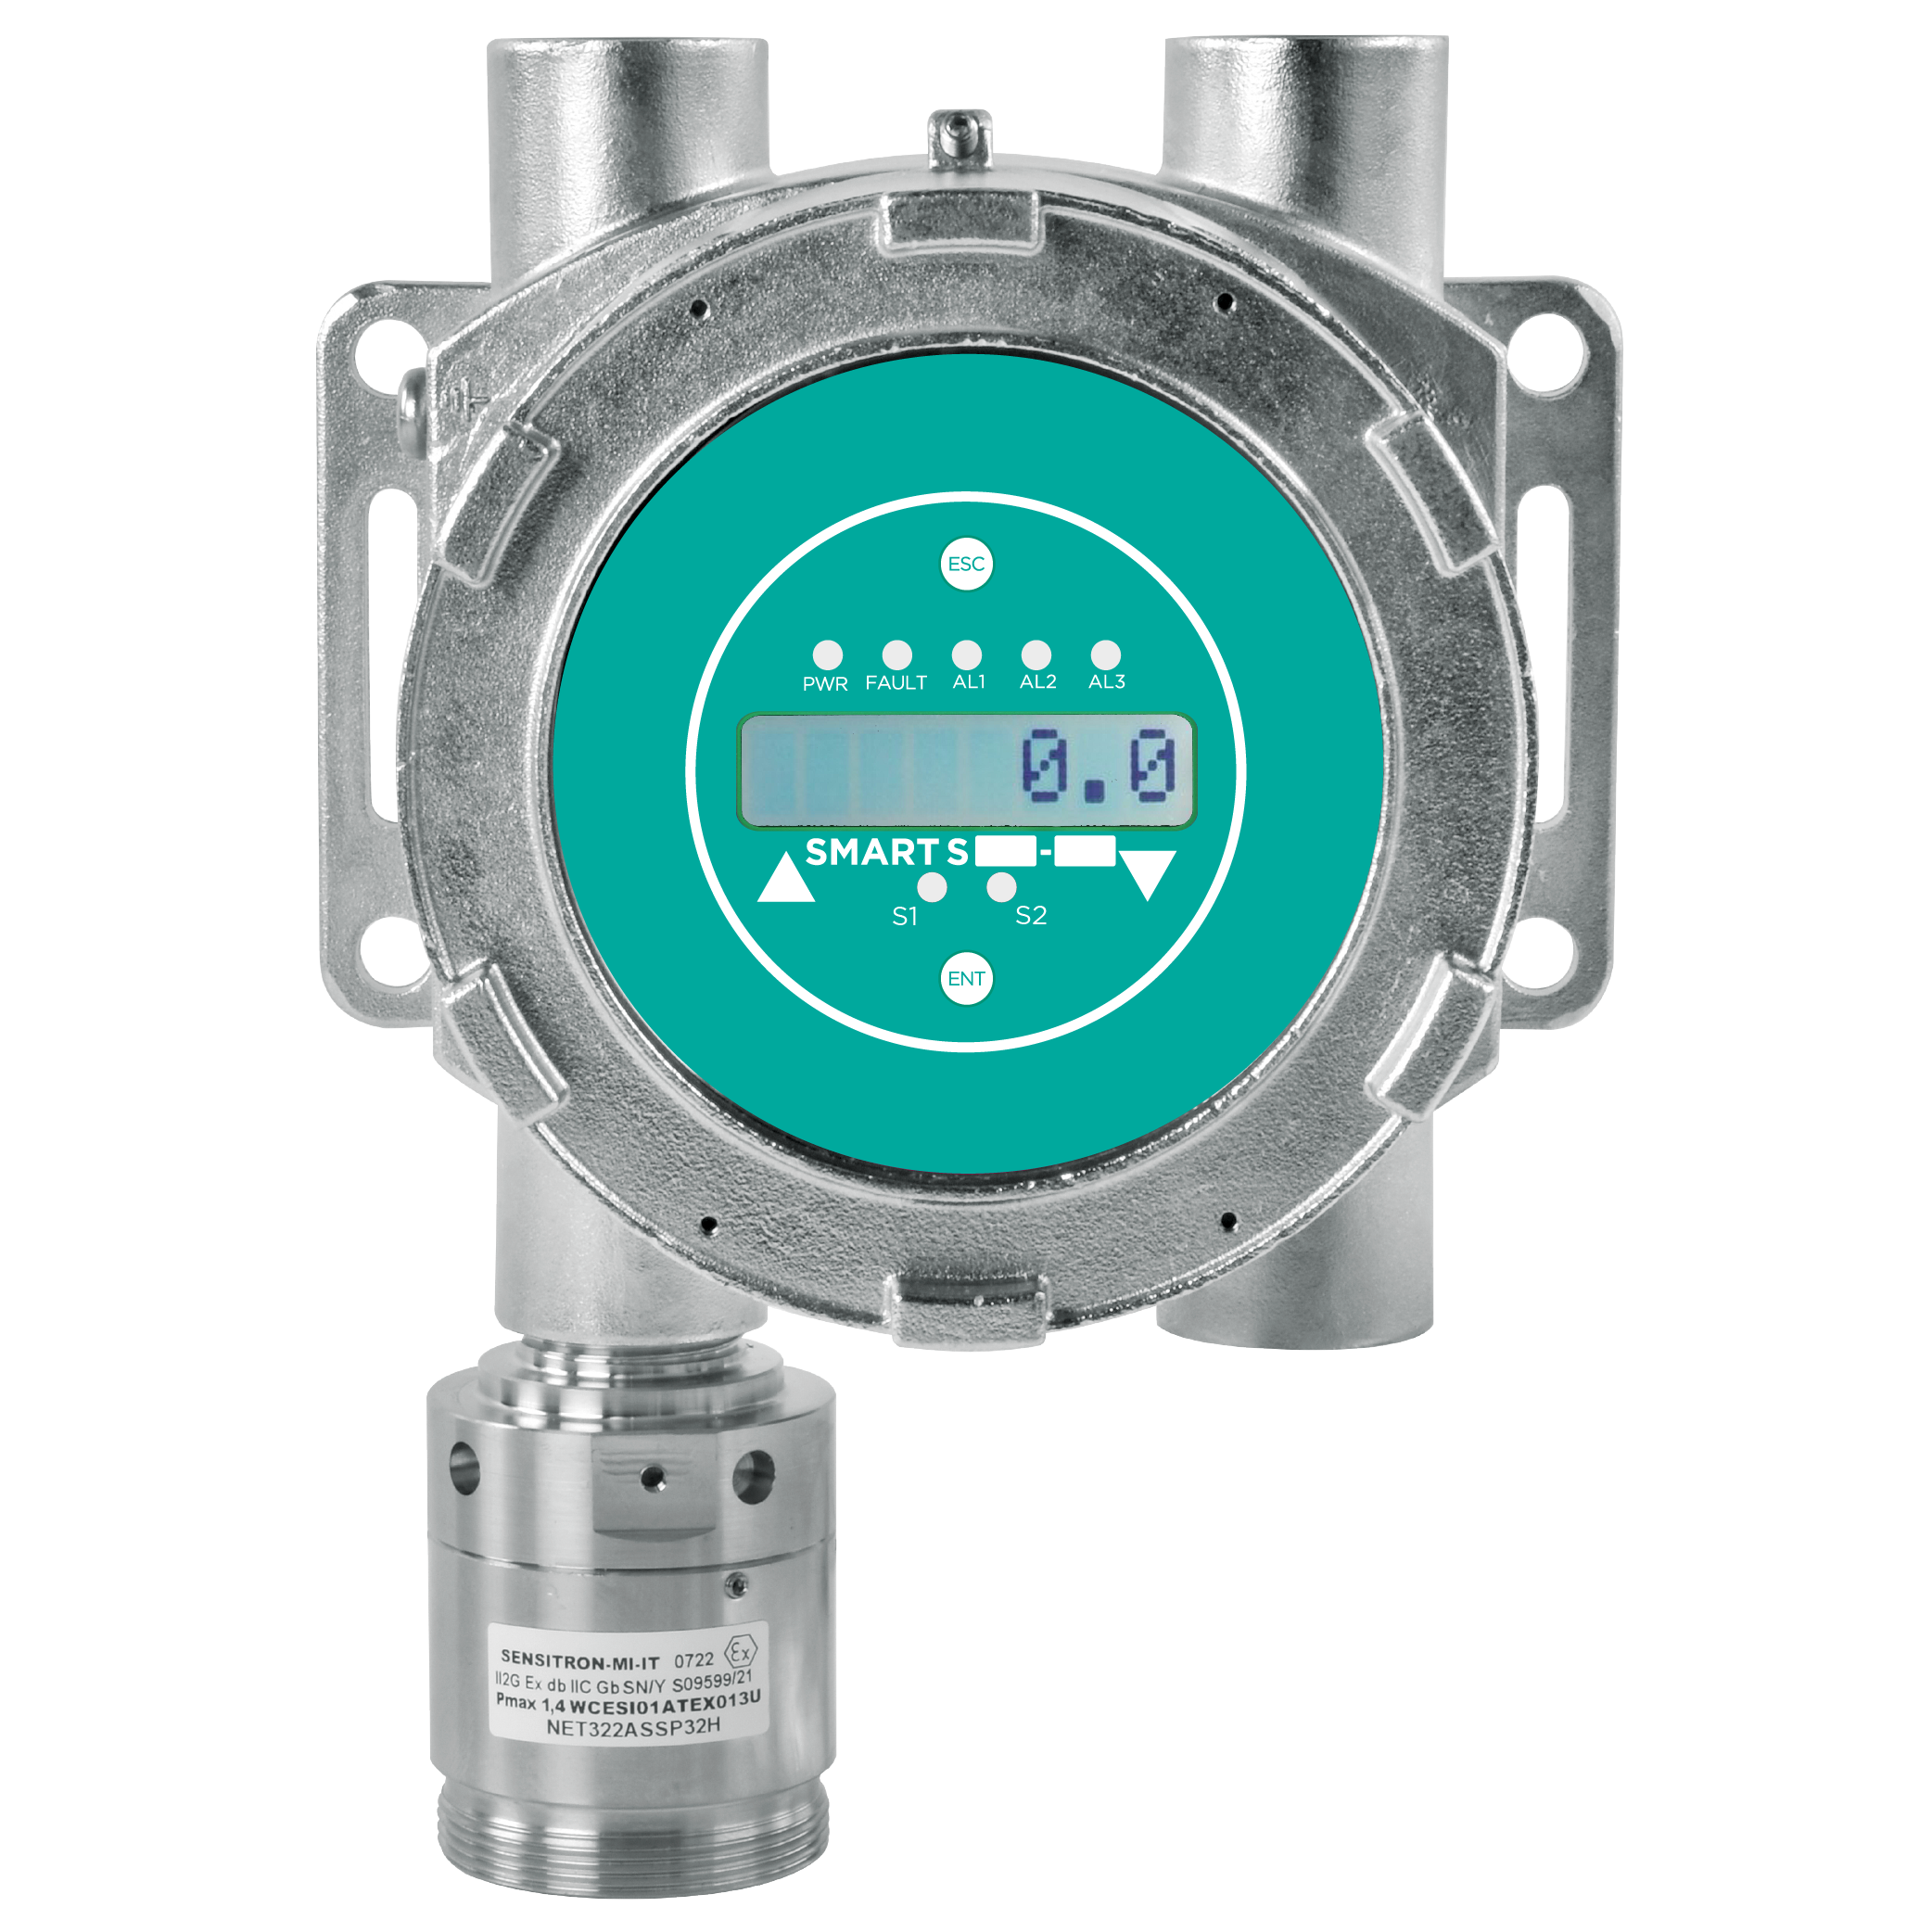 ESC
PWR FAULT AL1 AL2 AL3
0.0
SMART S -
S1 S2
ENT
SENSITRON-MI-IT 0722 Ex
II2G Ex db IIC Gb SN/Y S09599/21
Pmax 1,4 WCESI01ATEX013U
NET322ASSP32H